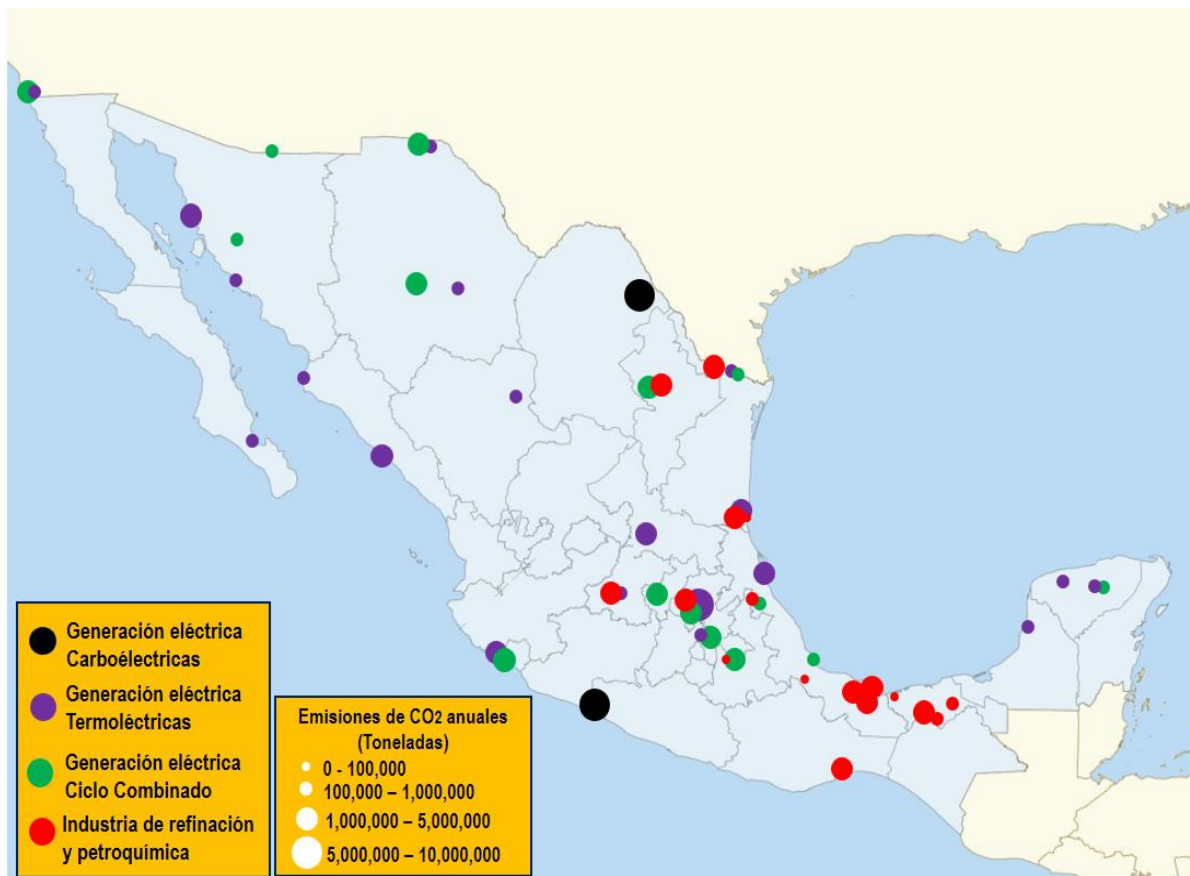 Generación eléctrica
Carboélectricas
Generación eléctrica
Termoléctricas
Generación eléctrica
Ciclo Combinado
Industria de refinación
y petroquímica
Emisiones de CO2 anuales
(Toneladas)
0 - 100,000
100,000 – 1,000,000
1,000,000 – 5,000,000
5,000,000 – 10,000,000